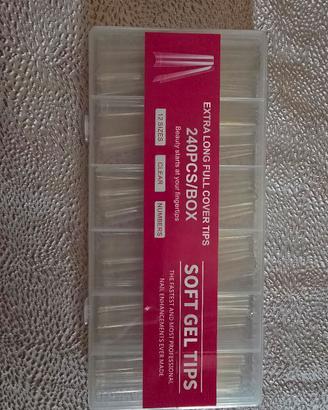 EXTRA LONG FULL COVER TIPS
240PCS/BOX
Beauty starts at your fingertips
12 SIZES
CLEAR
NUMBERS
SOFT GEL TIPS
THE FASTEST AND MOST PROFESSIONAL
NAIL ENHANCEMENTS EVER MADE